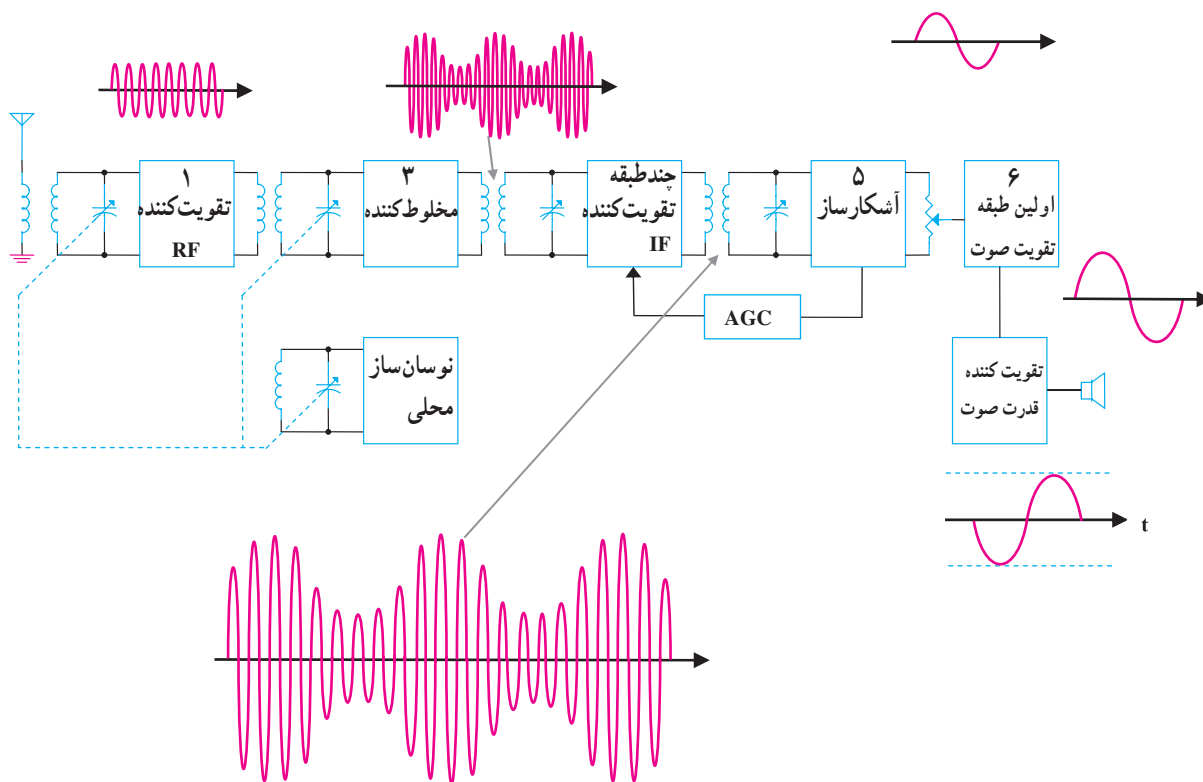 ۱
تقویت‌کننده
RF
۳
مخلوط‌کننده
چندطبقه
تقویت‌کننده
IF
۵
آشکارساز
۶
اولین طبقه
تقویت صوت
AGC
نوسان‌ساز
محلی
تقویت کننده
قدرت صوت
t